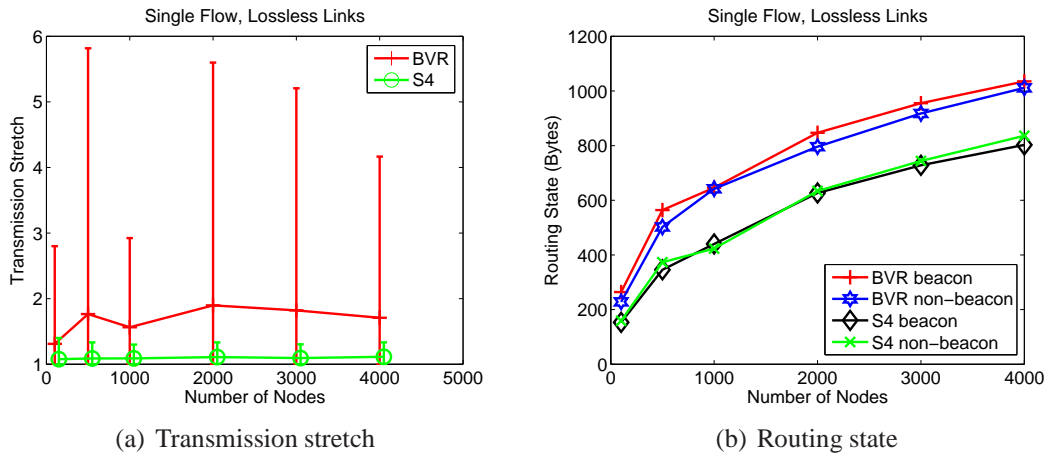 Single Flow, Lossless Links
6
5
4
3
2
1
0 1000 2000 3000 4000 5000
Transmission Stretch
Number of Nodes
BVR
S4
(a) Transmission stretch
Single Flow, Lossless Links
1200
1000
800
600
400
200
0
0 1000 2000 3000 4000
Routing State (Bytes)
Number of Nodes
BVR beacon
BVR non−beacon
S4 beacon
S4 non−beacon
(b) Routing state